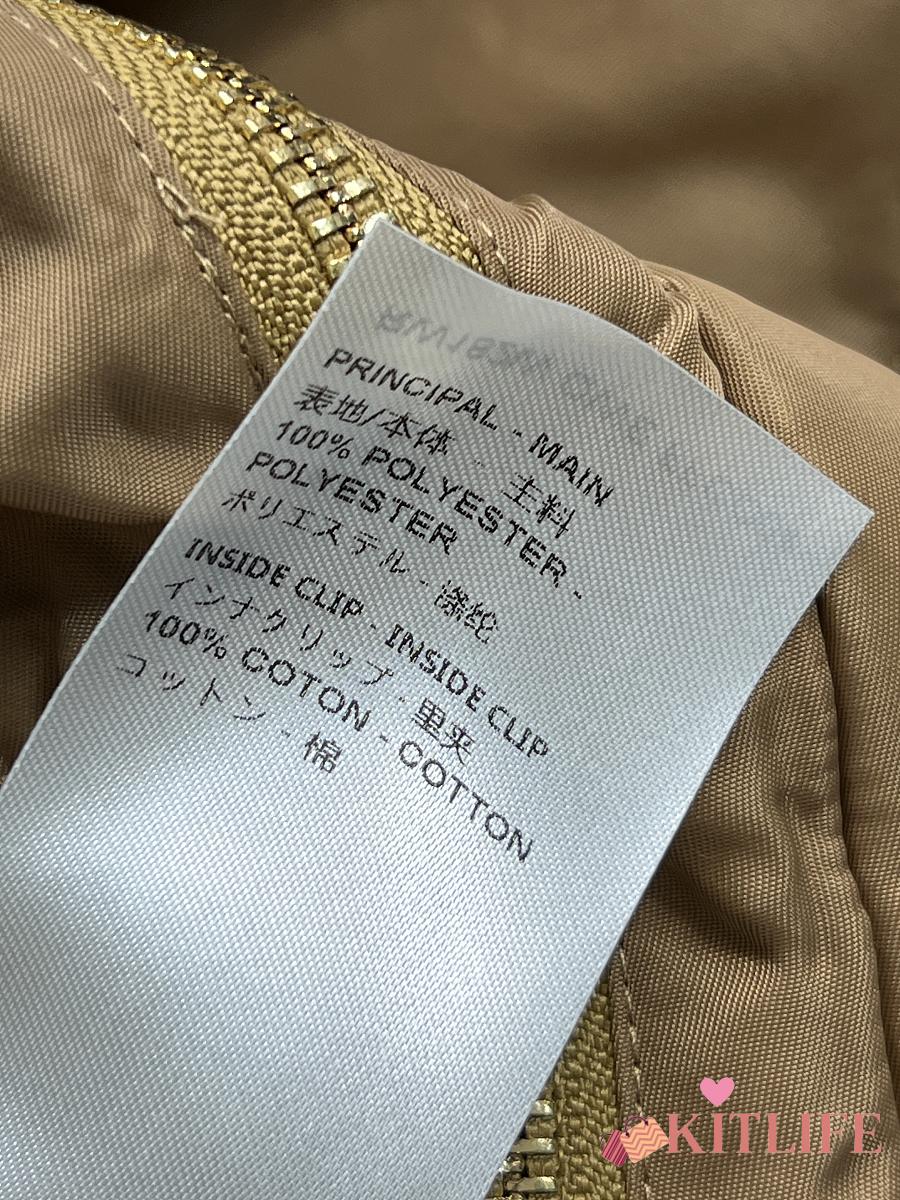 PRINCIPAL - MAIN
表地/本体 - 主料
100% POLYESTER -
POLYESTER
ポリエステル - 涤纶
INSIDE CLIP - INSIDE CLIP
インナクリップ - 里夹
100% COTON - COTTON
コットン - 棉
KITLIFE